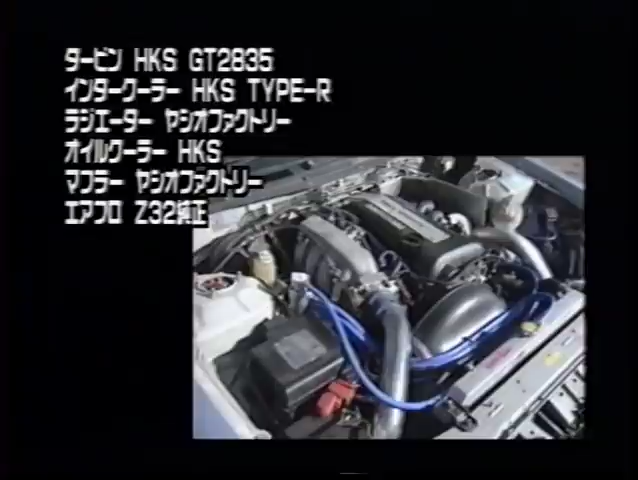 タービン HKS GT2835
インタークーラー HKS TYPE-R
ラジエーター ヤシオファクトリー
オイルクーラー HKS
マフラー ヤシオファクトリー
エアフロ Z32純正